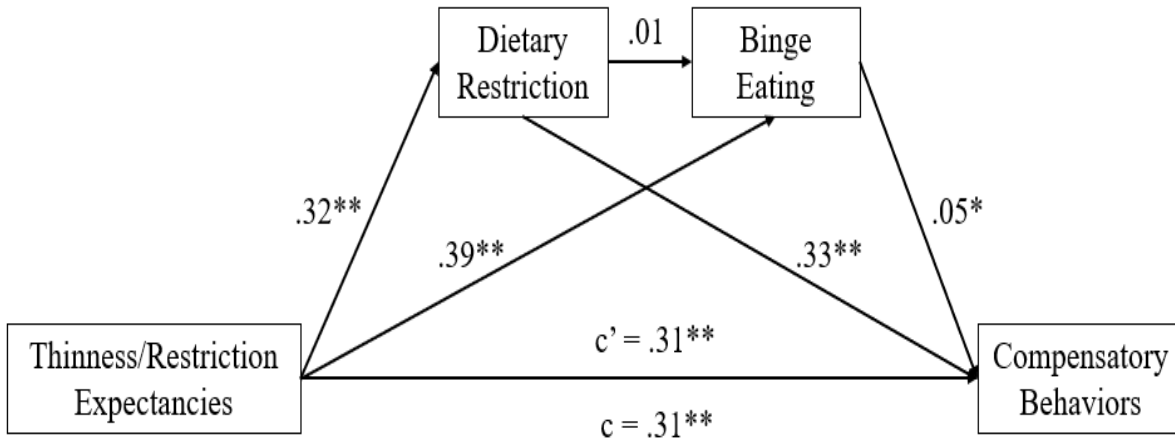 Dietary
Restriction
.01
Binge
Eating
.32**
.39**
.33**
.05*
Thinness/Restriction
Expectancies
c’ = .31**
c = .31**
Compensatory
Behaviors